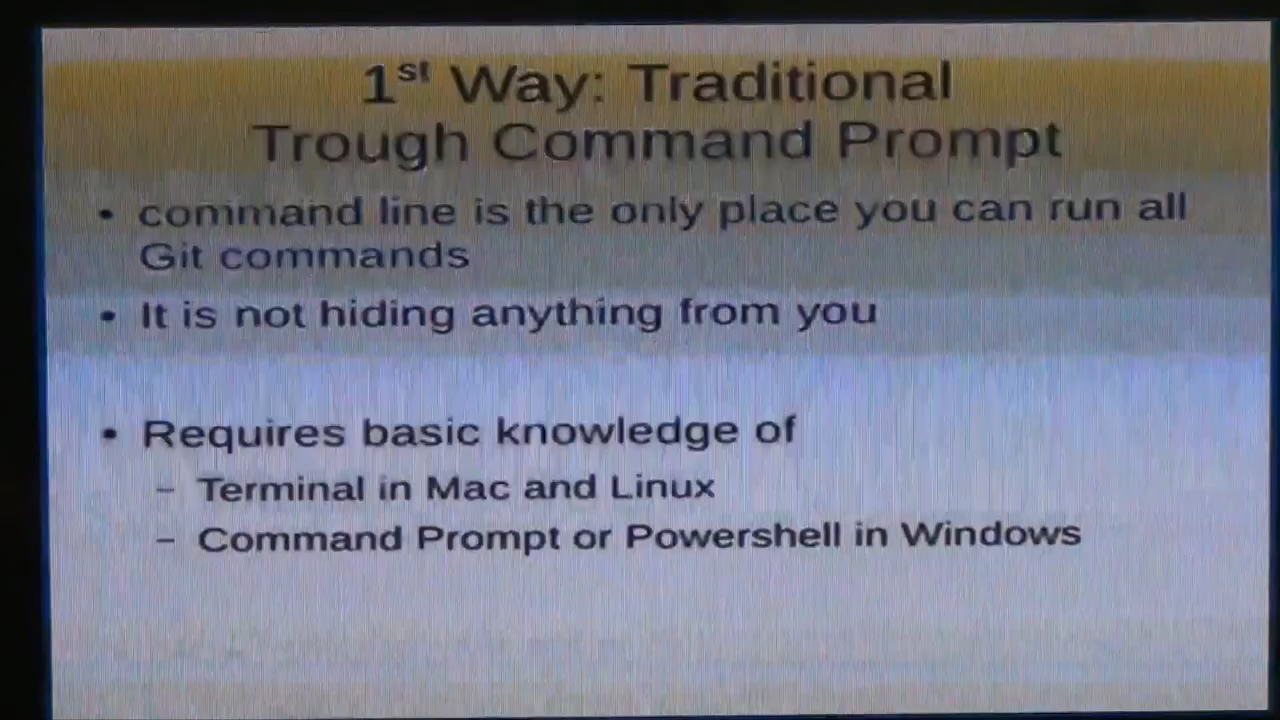 1st Way: Traditional
Trough Command Prompt
• command line is the only place you can run all
Git commands
• It is not hiding anything from you
• Requires basic knowledge of
– Terminal in Mac and Linux
– Command Prompt or Powershell in Windows